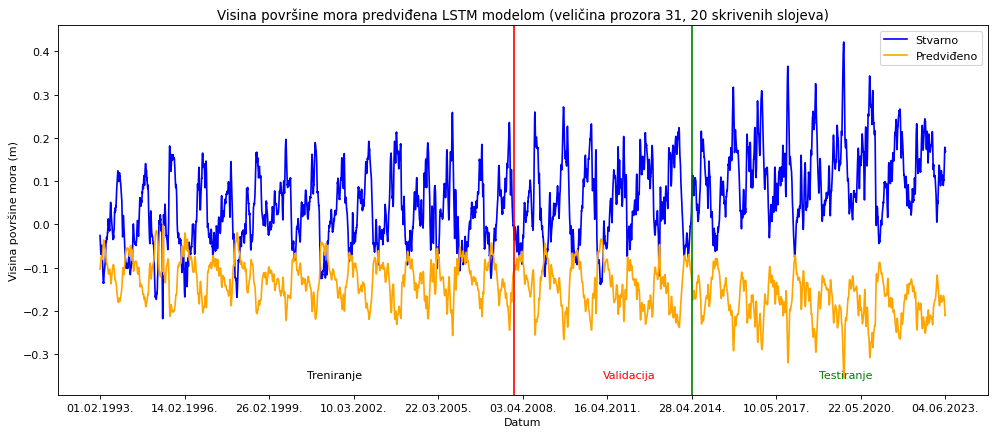 Visina površine mora predviđena LSTM modelom (veličina prozora 31, 20 skrivenih slojeva)
Stvarno
Predviđeno
Visina površine mora (m)
0.4
0.3
0.2
0.1
0.0
−0.1
−0.2
−0.3
Treniranje
Validacija
Testiranje
01.02.1993.
14.02.1996.
26.02.1999.
10.03.2002.
22.03.2005.
03.04.2008.
16.04.2011.
28.04.2014.
10.05.2017.
22.05.2020.
04.06.2023.
Datum